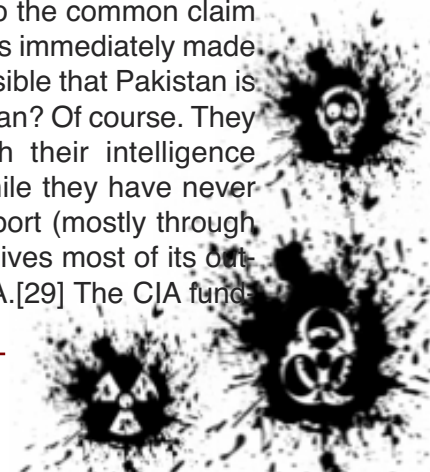 o the common claim
s immediately made
sible that Pakistan is
an? Of course. They
h their intelligence
ile they have never
port (mostly through
ives most of its out-
A.[29] The CIA fund-